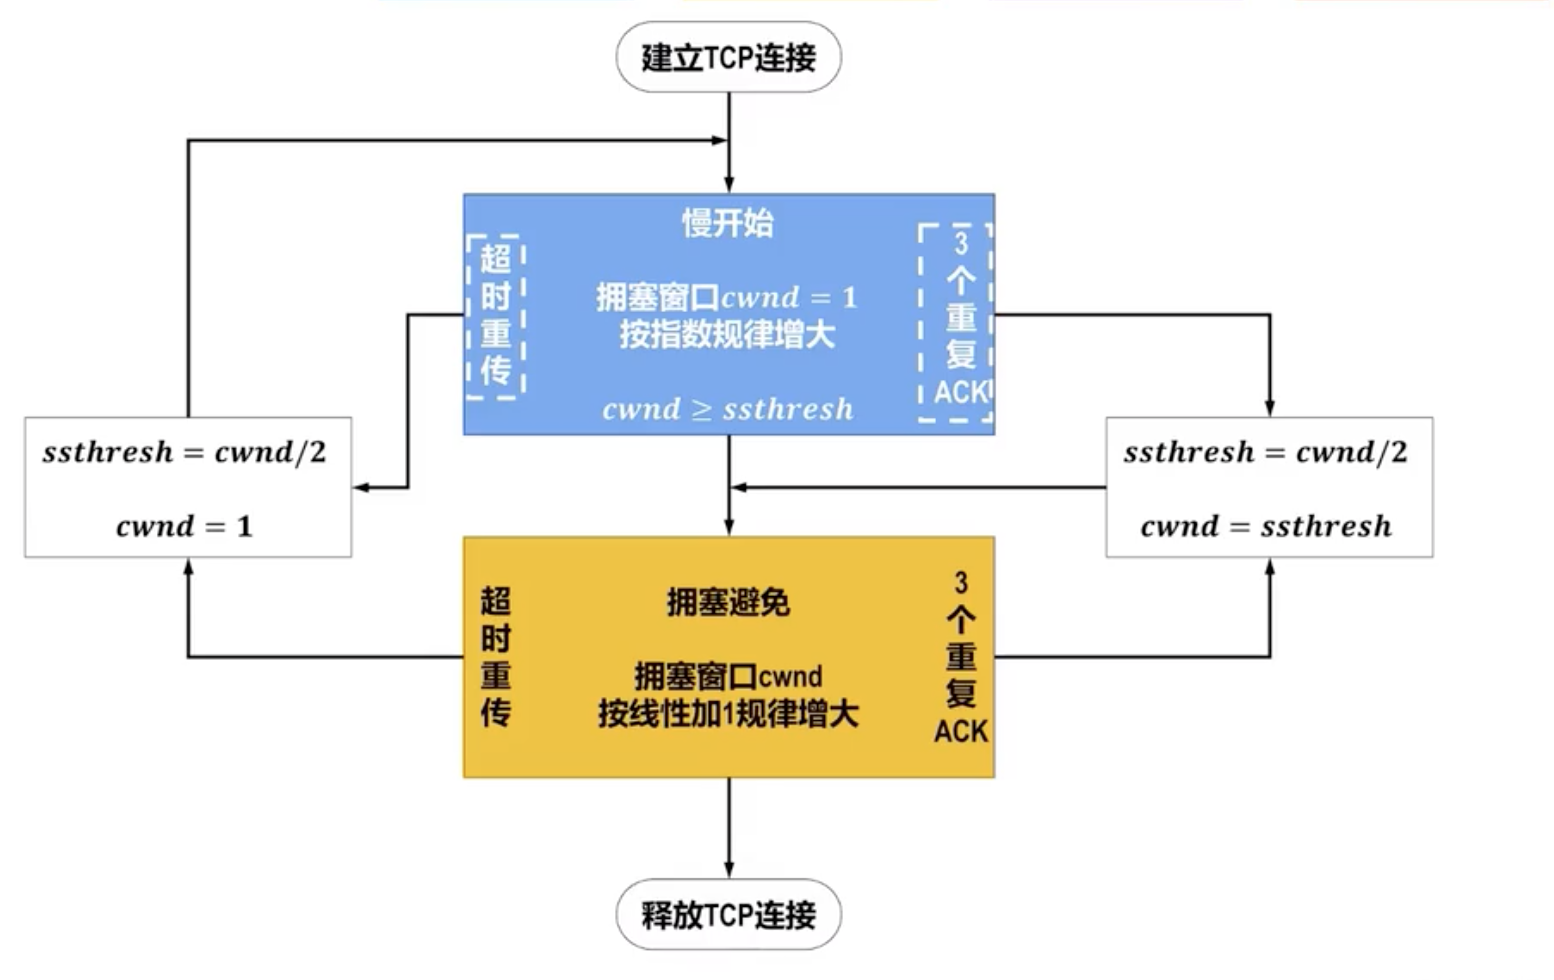 建立TCP连接
慢开始
超时重传
拥塞窗口cwnd = 1
按指数规律增大
cwnd ≥ ssthresh
3个重复ACK
ssthresh = cwnd/2
cwnd = 1
ssthresh = cwnd/2
cwnd = ssthresh
超时重传
拥塞避免
拥塞窗口cwnd
按线性加1规律增大
3个重复ACK
释放TCP连接